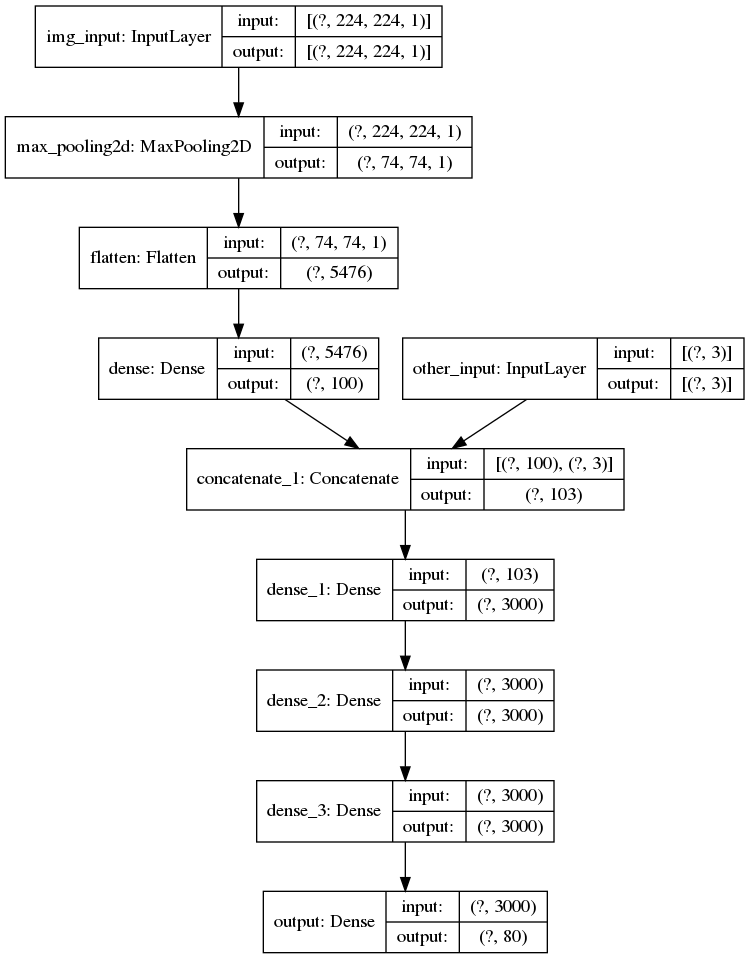 img_input: InputLayer
input: [(?, 224, 224, 1)]
output: [(?, 224, 224, 1)]
max_pooling2d: MaxPooling2D
input: (?, 224, 224, 1)
output: (?, 74, 74, 1)
flatten: Flatten
input: (?, 74, 74, 1)
output: (?, 5476)
dense: Dense
input: (?, 5476)
output: (?, 100)
other_input: InputLayer
input: [(?, 3)]
output: [(?, 3)]
concatenate_1: Concatenate
input: [(?, 100), (?, 3)]
output: (?, 103)
dense_1: Dense
input: (?, 103)
output: (?, 3000)
dense_2: Dense
input: (?, 3000)
output: (?, 3000)
dense_3: Dense
input: (?, 3000)
output: (?, 3000)
output: Dense
input: (?, 3000)
output: (?, 80)